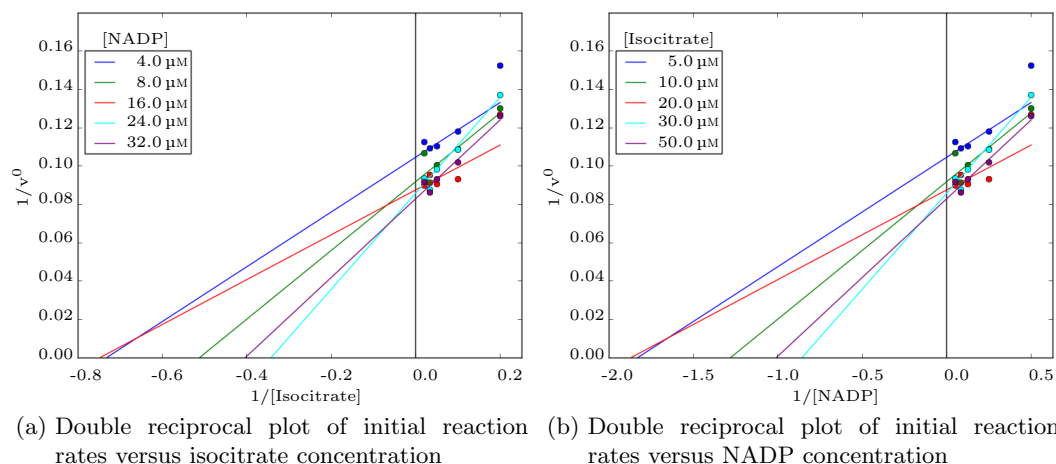 [NADP]
4.0 µM
8.0 µM
16.0 µM
24.0 µM
32.0 µM
0.16
0.14
0.12
0.10
0.08
0.06
0.04
0.02
0.00
1/v⁰
-0.8 -0.6 -0.4 -0.2 0.0 0.2
1/[Isocitrate]
(a) Double reciprocal plot of initial reaction
rates versus isocitrate concentration
[Isocitrate]
5.0 µM
10.0 µM
20.0 µM
30.0 µM
50.0 µM
0.16
0.14
0.12
0.10
0.08
0.06
0.04
0.02
0.00
1/v⁰
-2.0 -1.5 -1.0 -0.5 0.0 0.5
1/[NADP]
(b) Double reciprocal plot of initial reaction
rates versus NADP concentration